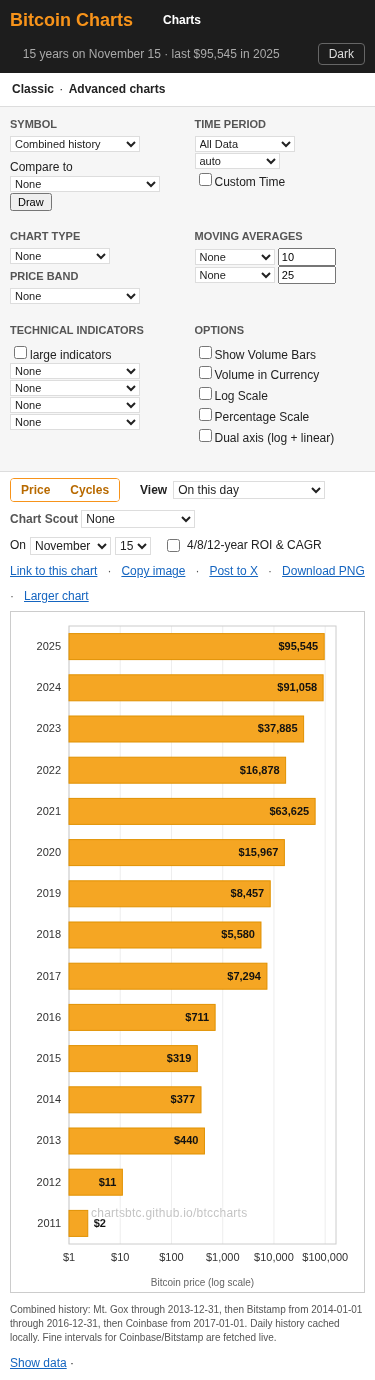 Bitcoin Charts Charts
15 years on November 15 · last $95,545 in 2025 Dark
Classic · Advanced charts
SYMBOL
Combined history
Compare to
None
Draw
TIME PERIOD
All Data
auto
Custom Time
CHART TYPE
None
PRICE BAND
None
MOVING AVERAGES
None 10
None 25
TECHNICAL INDICATORS
large indicators
None
None
None
None
OPTIONS
Show Volume Bars
Volume in Currency
Log Scale
Percentage Scale
Dual axis (log + linear)
Price Cycles View On this day
Chart Scout None
On November 15 4/8/12-year ROI & CAGR
Link to this chart · Copy image · Post to X · Download PNG
· Larger chart
2025 $95,545
2024 $91,058
2023 $37,885
2022 $16,878
2021 $63,625
2020 $15,967
2019 $8,457
2018 $5,580
2017 $7,294
2016 $711
2015 $319
2014 $377
2013 $440
2012 $11
chartsbtc.github.io/btccharts
2011 $2
$1 $10 $100 $1,000 $10,000 $100,000
Bitcoin price (log scale)
Combined history: Mt. Gox through 2013-12-31, then Bitstamp from 2014-01-01
through 2016-12-31, then Coinbase from 2017-01-01. Daily history cached
locally. Fine intervals for Coinbase/Bitstamp are fetched live.
Show data ·